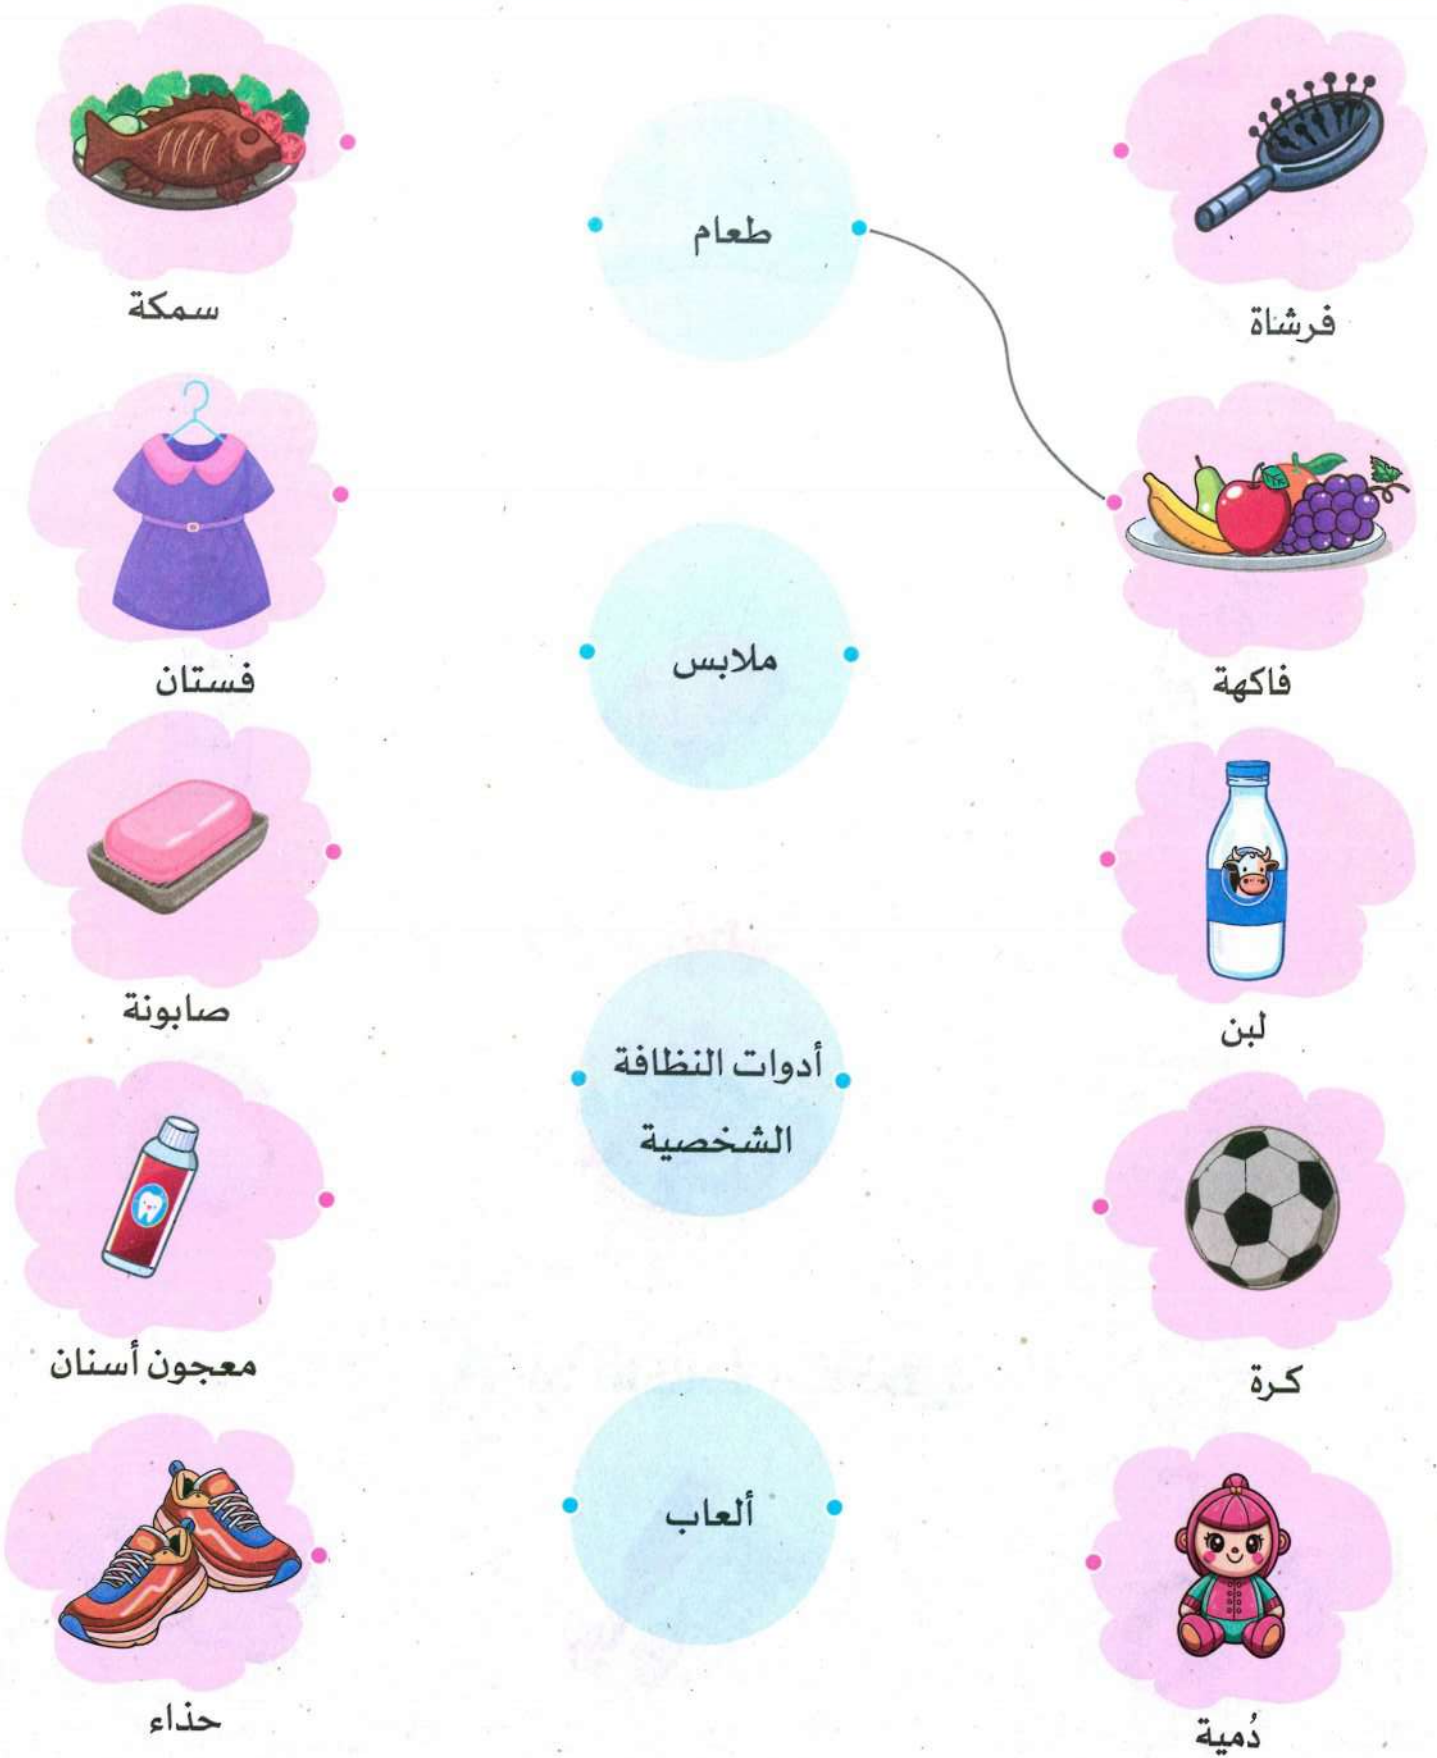 طعام
سمكة
فرشاة
ملابس
فستان
فاكهة
صابونة
لبن
أدوات النظافة
الشخصية
معجون أسنان
كرة
ألعاب
حذاء
دُمية